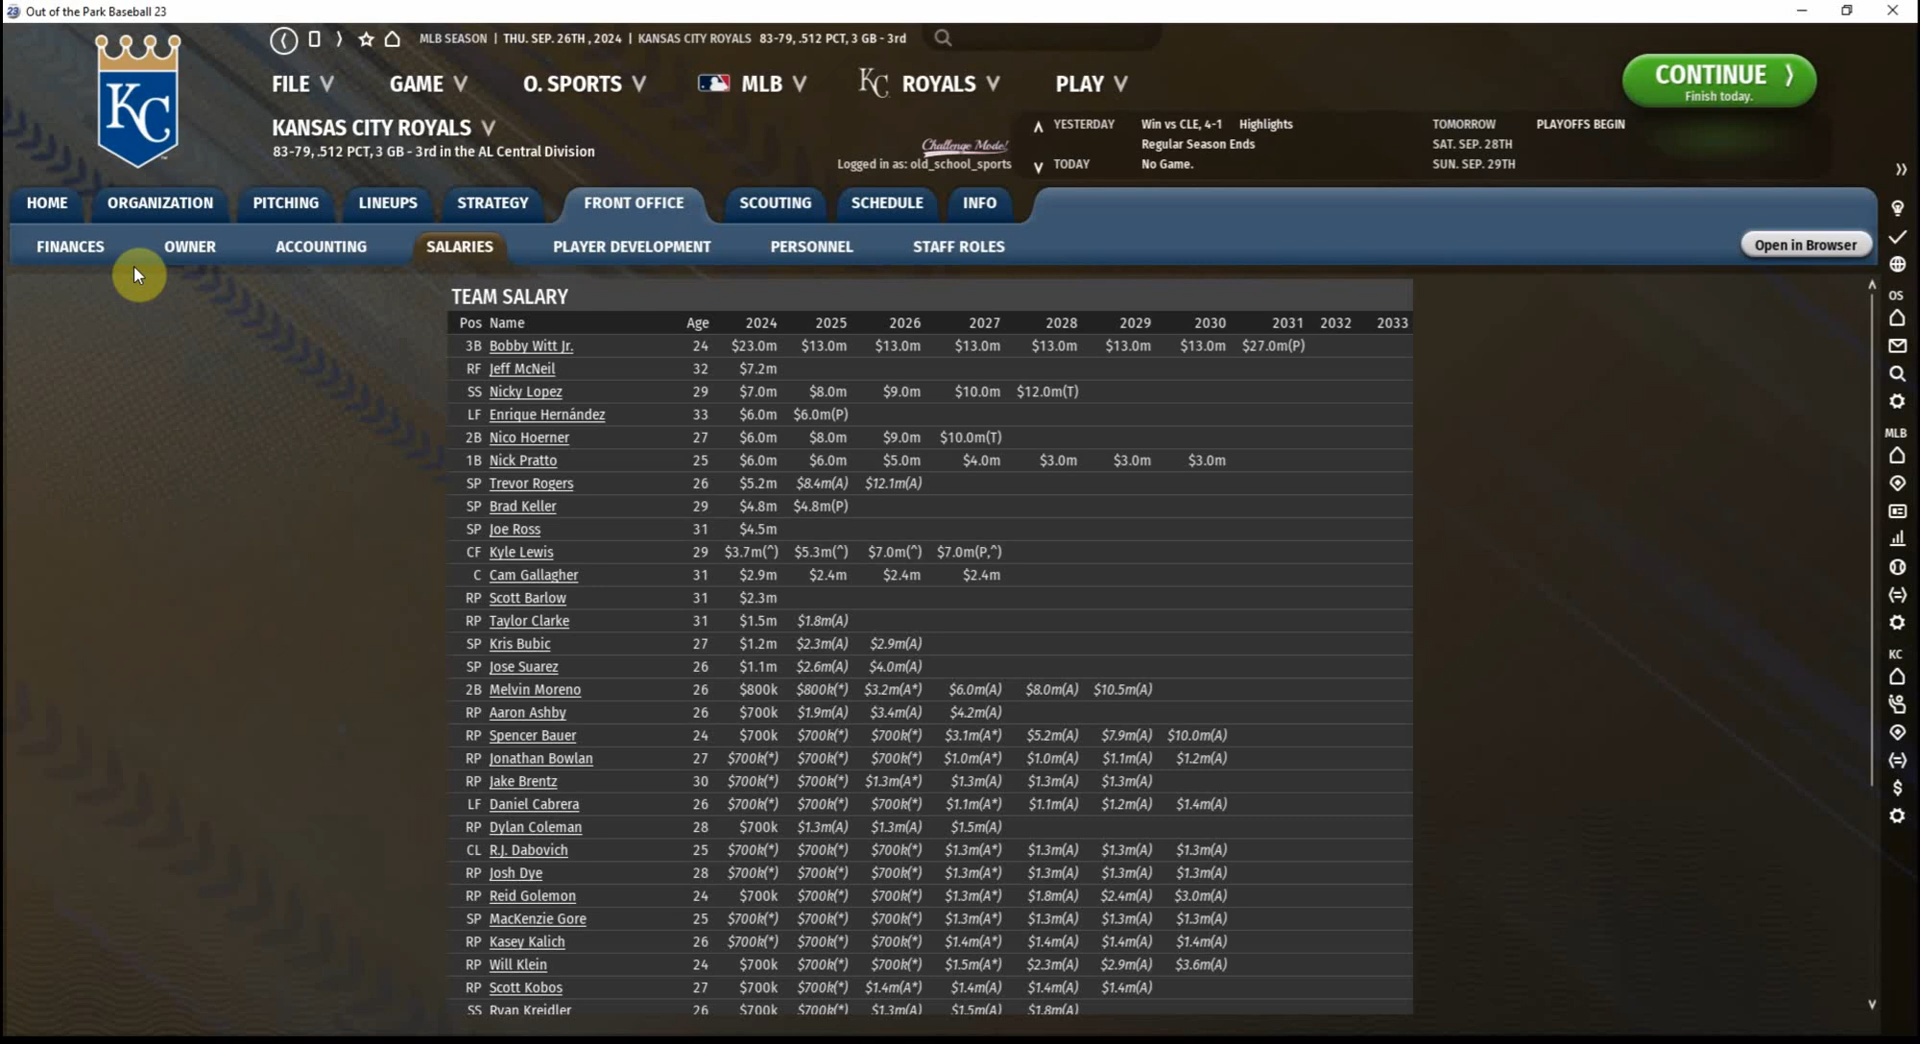 Out of the Park Baseball 23
MLB SEASON | THU. SEP. 26TH , 2024 | KANSAS CITY ROYALS 83-79, .512 PCT, 3 GB - 3rd
FILE GAME O. SPORTS MLB KC ROYALS PLAY
CONTINUE
Finish today.
KC
KANSAS CITY ROYALS
83-79, .512 PCT, 3 GB - 3rd in the AL Central Division
Challenge Mode!
Logged in as: old_school_sports
YESTERDAY Win vs CLE, 4-1 Highlights
Regular Season Ends
TODAY No Game.
TOMORROW PLAYOFFS BEGIN
SAT. SEP. 28TH
SUN. SEP. 29TH
HOME ORGANIZATION PITCHING LINEUPS STRATEGY FRONT OFFICE SCOUTING SCHEDULE INFO
FINANCES OWNER ACCOUNTING SALARIES PLAYER DEVELOPMENT PERSONNEL STAFF ROLES Open in Browser
TEAM SALARY
Pos Name Age 2024 2025 2026 2027 2028 2029 2030 2031 2032 2033
3B Bobby Witt Jr. 24 $23.0m $13.0m $13.0m $13.0m $13.0m $13.0m $13.0m $27.0m(P)
RF Jeff McNeil 32 $7.2m
SS Nicky Lopez 29 $7.0m $8.0m $9.0m $10.0m $12.0m(T)
LF Enrique Hernández 33 $6.0m $6.0m(P)
2B Nico Hoerner 27 $6.0m $8.0m $9.0m $10.0m(T)
1B Nick Pratto 25 $6.0m $6.0m $5.0m $4.0m $3.0m $3.0m $3.0m
SP Trevor Rogers 26 $5.2m $8.4m(A) $12.1m(A)
SP Brad Keller 29 $4.8m $4.8m(P)
SP Joe Ross 31 $4.5m
CF Kyle Lewis 29 $3.7m(^) $5.3m(^) $7.0m(^) $7.0m(P,^)
C Cam Gallagher 31 $2.9m $2.4m $2.4m $2.4m
RP Scott Barlow 31 $2.3m
RP Taylor Clarke 31 $1.5m $1.8m(A)
SP Kris Bubic 27 $1.2m $2.3m(A) $2.9m(A)
SP Jose Suarez 26 $1.1m $2.6m(A) $4.0m(A)
2B Melvin Moreno 26 $800k $800k(*) $3.2m(A*) $6.0m(A) $8.0m(A) $10.5m(A)
RP Aaron Ashby 26 $700k $1.9m(A) $3.4m(A) $4.2m(A)
RP Spencer Bauer 24 $700k $700k(*) $700k(*) $3.1m(A*) $5.2m(A) $7.9m(A) $10.0m(A)
RP Jonathan Bowlan 27 $700k(*) $700k(*) $700k(*) $1.0m(A*) $1.0m(A) $1.1m(A) $1.2m(A)
RP Jake Brentz 30 $700k(*) $700k(*) $1.3m(A*) $1.3m(A) $1.3m(A) $1.3m(A)
LF Daniel Cabrera 26 $700k(*) $700k(*) $700k(*) $1.1m(A*) $1.1m(A) $1.2m(A) $1.4m(A)
RP Dylan Coleman 28 $700k $1.3m(A) $1.3m(A) $1.5m(A)
CL R.J. Dabovich 25 $700k(*) $700k(*) $700k(*) $1.3m(A*) $1.3m(A) $1.3m(A) $1.3m(A)
RP Josh Dye 28 $700k(*) $700k(*) $700k(*) $1.3m(A*) $1.3m(A) $1.3m(A) $1.3m(A)
RP Reid Golemon 24 $700k $700k(*) $700k(*) $1.3m(A*) $1.8m(A) $2.4m(A) $3.0m(A)
SP MacKenzie Gore 25 $700k(*) $700k(*) $700k(*) $1.3m(A*) $1.3m(A) $1.3m(A) $1.3m(A)
RP Kasey Kalich 26 $700k(*) $700k(*) $700k(*) $1.4m(A*) $1.4m(A) $1.4m(A) $1.4m(A)
RP Will Klein 24 $700k $700k(*) $700k(*) $1.5m(A*) $2.3m(A) $2.9m(A) $3.6m(A)
RP Scott Kobos 27 $700k $700k(*) $1.4m(A*) $1.4m(A) $1.4m(A) $1.4m(A)
SS Ryan Kreidler 26 $700k $700k(*) $1.3m(A) $1.5m(A) $1.8m(A)
OS
MLB
KC